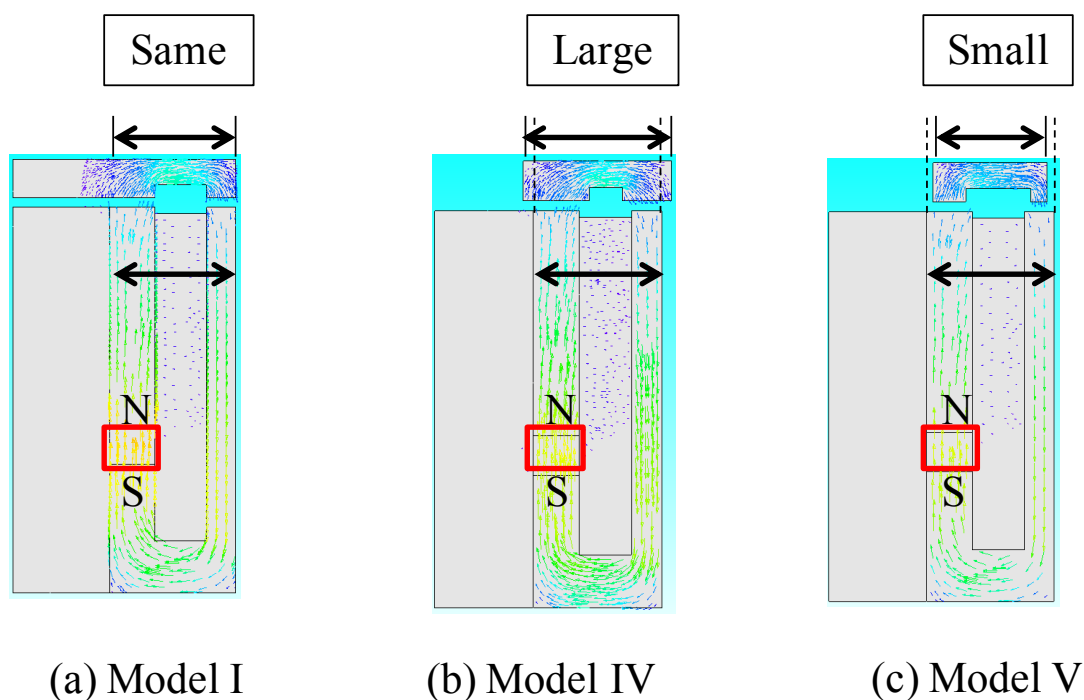 Same
Large
Small
N
N
N
S
S
S
(a) Model I
(b) Model IV
(c) Model V